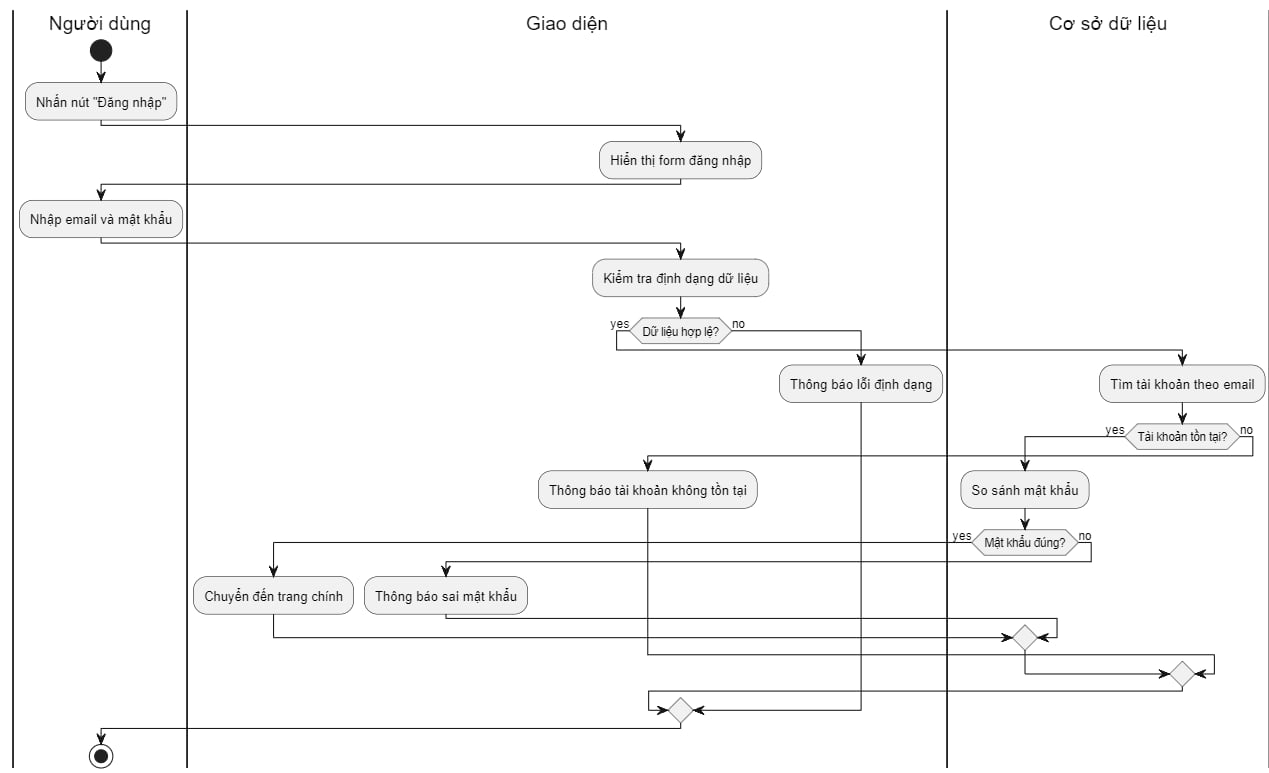 Người dùng
Giao diện
Cơ sở dữ liệu
Nhấn nút "Đăng nhập"
Hiển thị form đăng nhập
Nhập email và mật khẩu
Kiểm tra định dạng dữ liệu
yes
Dữ liệu hợp lệ?
no
Thông báo lỗi định dạng
Tìm tài khoản theo email
yes
Tài khoản tồn tại?
no
Thông báo tài khoản không tồn tại
So sánh mật khẩu
yes
Mật khẩu đúng?
no
Chuyển đến trang chính
Thông báo sai mật khẩu